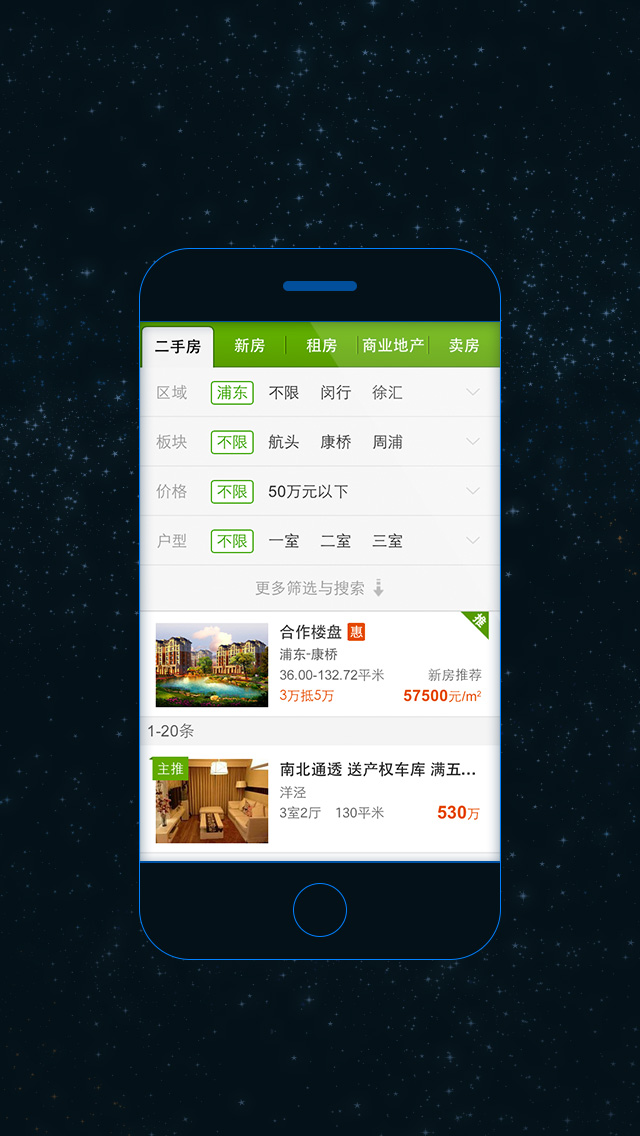 二手房 新房 租房 商业地产 卖房
区域 浦东 不限 闵行 徐汇
板块 不限 航头 康桥 周浦
价格 不限 50万元以下
户型 不限 一室 二室 三室
更多筛选与搜索
合作楼盘 惠 推
浦东-康桥
36.00-132.72平米 新房推荐
3万抵5万 57500元/m²
1-20条
主推 南北通透 送产权车库 满五...
洋泾
3室2厅 130平米 530万